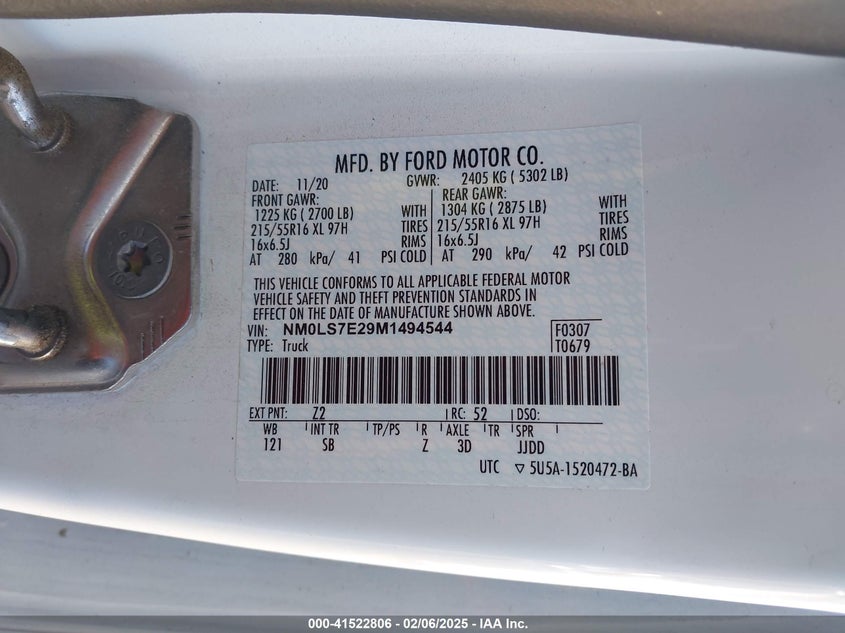 MFD. BY FORD MOTOR CO.
DATE: 11/20 GVWR: 2405 KG ( 5302 LB)
FRONT GAWR: REAR GAWR:
1225 KG ( 2700 LB) WITH 1304 KG ( 2875 LB) WITH
215/55R16 XL 97H TIRES 215/55R16 XL 97H TIRES
16x6.5J RIMS 16x6.5J RIMS
AT 280 kPa/ 41 PSI COLD AT 290 kPa/ 42 PSI COLD
THIS VEHICLE CONFORMS TO ALL APPLICABLE FEDERAL MOTOR
VEHICLE SAFETY AND THEFT PREVENTION STANDARDS IN
EFFECT ON THE DATE OF MANUFACTURE SHOWN ABOVE.
VIN: NM0LS7E29M1494544 F0307
TYPE: Truck T0679
EXT PNT: Z2 RC: 52 DSO:
WB INT TR TP/PS R AXLE TR SPR
121 SB Z 3D JJDD
UTC ▽ 5U5A-1520472-BA
000-41522806 - 02/06/2025 - IAA Inc.